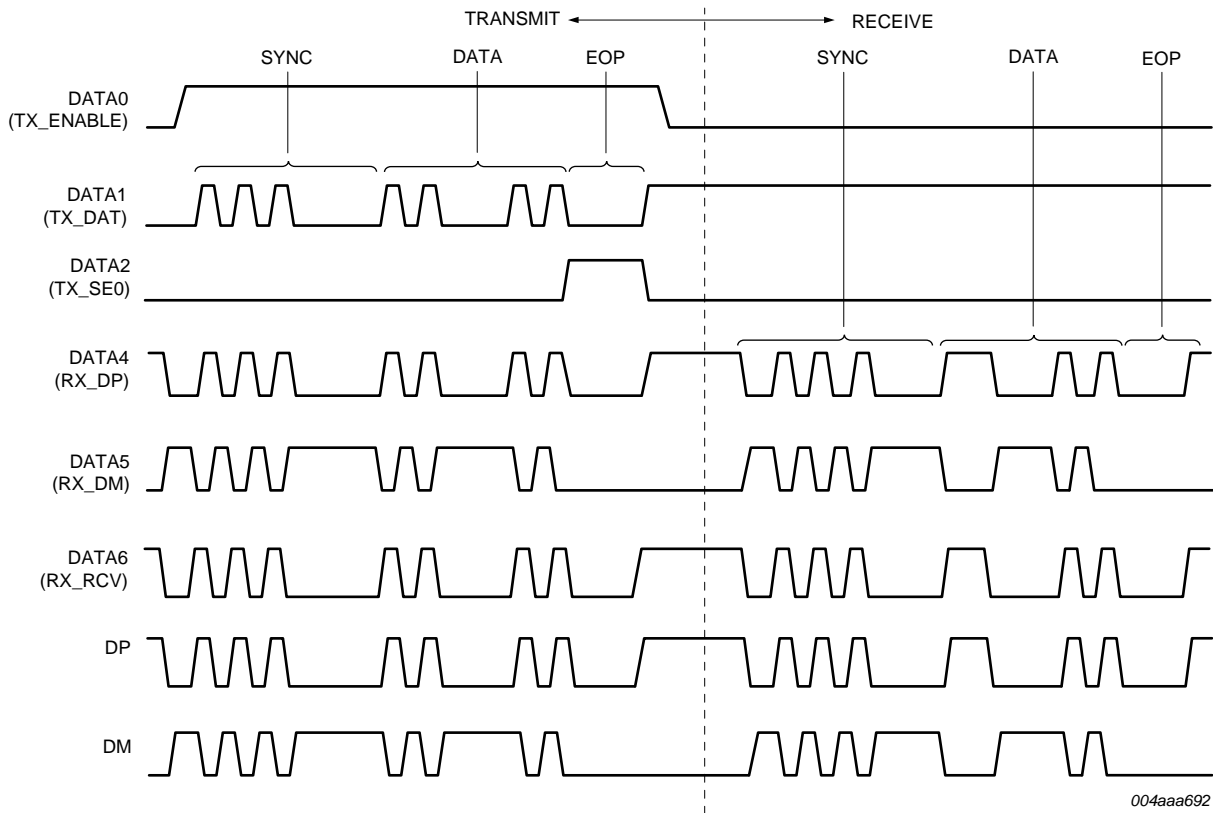 TRANSMIT
RECEIVE
SYNC
DATA
EOP
SYNC
DATA
EOP
DATA0
(TX_ENABLE)
DATA1
(TX_DAT)
DATA2
(TX_SE0)
DATA4
(RX_DP)
DATA5
(RX_DM)
DATA6
(RX_RCV)
DP
DM
004aaa692